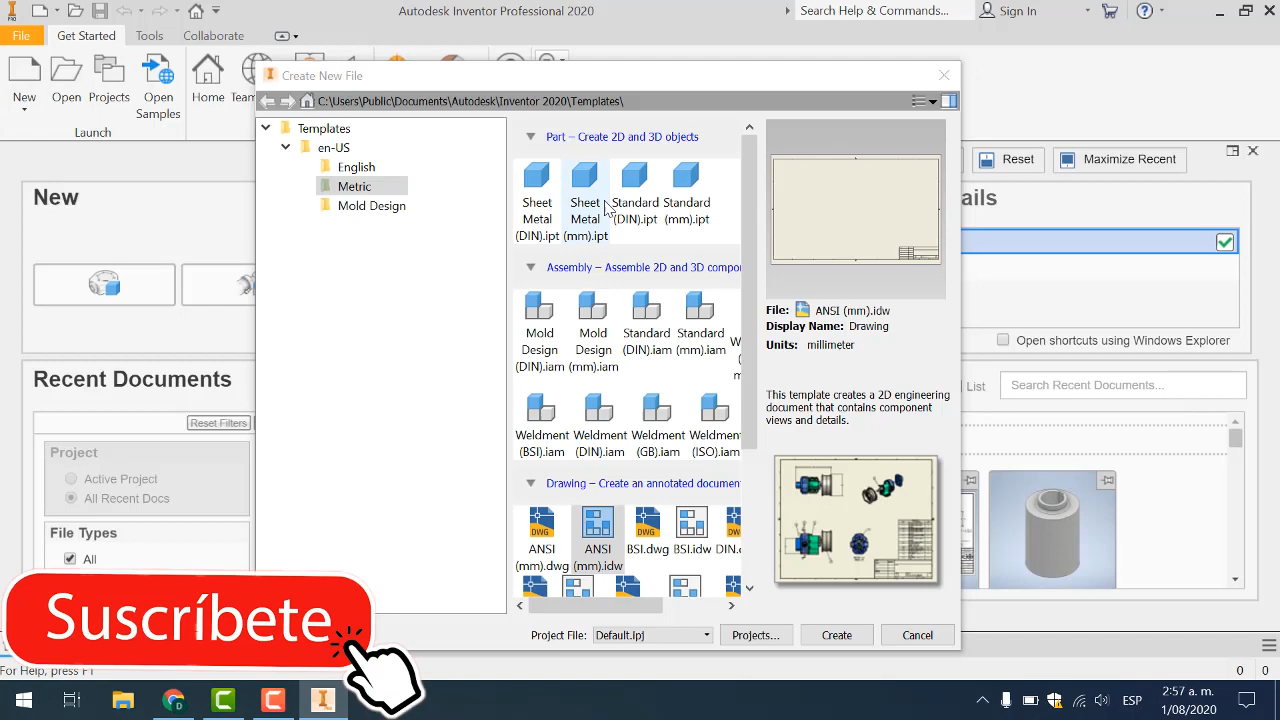 PRO
Autodesk Inventor Professional 2020
Search Help & Commands...
Sign In
File
Get Started
Tools
Collaborate
New
Open
Projects
Open
Samples
Home
Team
Launch
Create New File
C:\Users\Public\Documents\Autodesk\Inventor 2020\Templates\
Templates
en-US
English
Metric
Mold Design
Part – Create 2D and 3D objects
Sheet
Metal
(DIN).ipt
Sheet
Metal
(mm).ipt
Standard
(DIN).ipt
Standard
(mm).ipt
Assembly – Assemble 2D and 3D compo
Mold
Design
(DIN).iam
Mold
Design
(mm).iam
Standard
(DIN).iam
Standard
(mm).iam
Weldment
(BSI).iam
Weldment
(DIN).iam
Weldment
(GB).iam
Weldment
(ISO).iam
Drawing – Create an annotated document
DWG
ANSI
(mm).dwg
ANSI
(mm).idw
DWG
BSI.dwg
BSI.idw
DIN.d
File:
ANSI (mm).idw
Display Name: Drawing
Units: millimeter
This template creates a 2D engineering
document that contains component
views and details.
Project File:
Default.ipj
Projects...
Create
Cancel
Reset
Maximize Recent
New
ails
Open shortcuts using Windows Explorer
Recent Documents
List
Search Recent Documents...
Reset Filters
Project
Active Project
All Recent Docs
File Types
All
Suscríbete
For Help, press F1
0
0
ESP
2:57 a. m.
1/08/2020